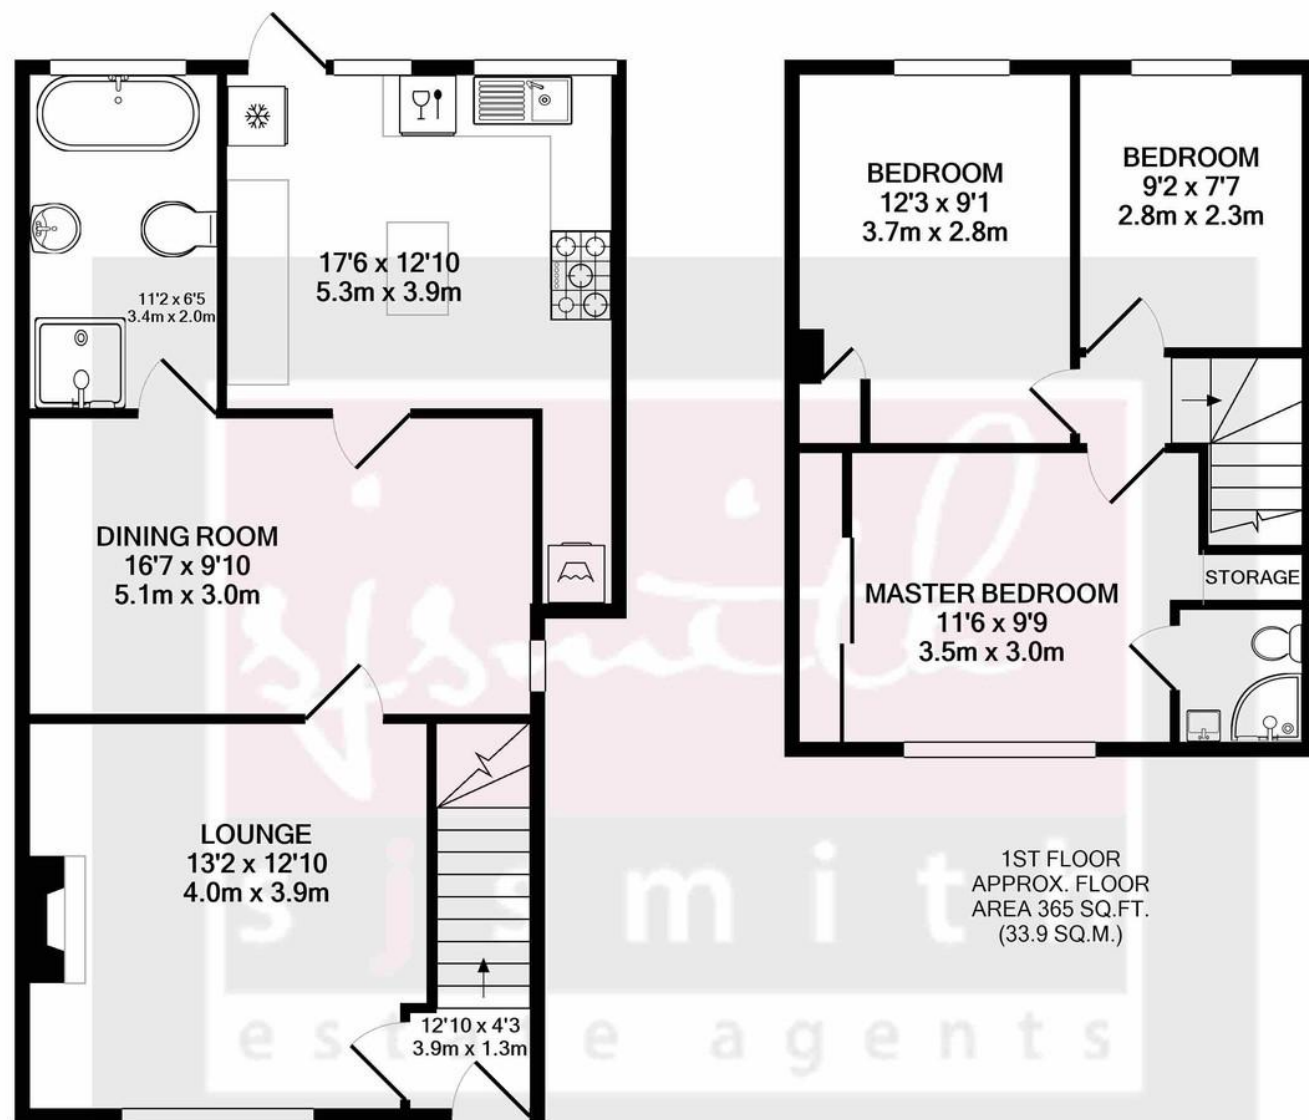 17'6 x 12'10
5.3m x 3.9m
11'2 x 6'5
3.4m x 2.0m
DINING ROOM
16'7 x 9'10
5.1m x 3.0m
LOUNGE
13'2 x 12'10
4.0m x 3.9m
12'10 x 4'3
3.9m x 1.3m
BEDROOM
12'3 x 9'1
3.7m x 2.8m
BEDROOM
9'2 x 7'7
2.8m x 2.3m
MASTER BEDROOM
11'6 x 9'9
3.5m x 3.0m
STORAGE
1ST FLOOR
APPROX. FLOOR
AREA 365 SQ.FT.
(33.9 SQ.M.)
sjsmith
sjsmith
estate agents